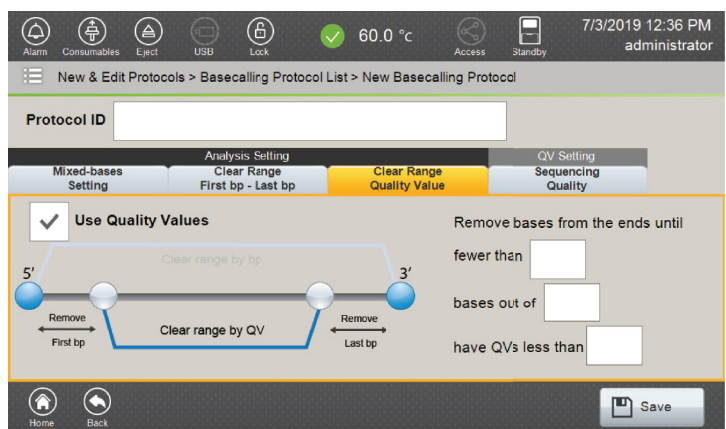 7/3/2019 12:36 PM
60.0 °c
administrator
Alarm Consumables Eject USB Lock Access Standby
New & Edit Protocols > Basecalling Protocol List > New Basecalling Protocol
Protocol ID
Analysis Setting QV Setting
Mixed-bases Clear Range Clear Range Sequencing
Setting First bp - Last bp Quality Value Quality
Use Quality Values
Remove bases from the ends until
Clear range by bp
fewer than
5′ 3′
bases out of
Remove Remove
Clear range by QV
First bp Last bp
have QVs less than
Save
Home Back